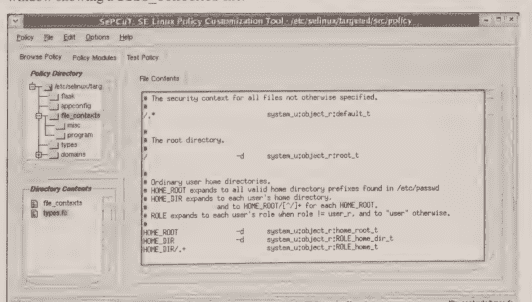 SePCuT, SE Linux Policy Customization Tool - /etc/selinux/targeted/src/policy
Policy File Edit Options Help
Browse Policy Policy Modules Test Policy
Policy Directory
/etc/selinux/targ
flask
appconfig
file_contexts
misc
program
types
domains
Directory Contents
file_contexts
types.fc
File Contents
# The security context for all files not otherwise specified.
#
/.* system_u:object_r:default_t
#
# The root directory.
#
/ -d system_u:object_r:root_t
#
# Ordinary user home directories.
# HOME_ROOT expands to all valid home directory prefixes found in /etc/passwd
# HOME_DIR expands to each user's home directory,
# and to HOME_ROOT/[^/]+ for each HOME_ROOT.
# ROLE expands to each user's role when role != user_r, and to "user" otherwise.
#
HOME_ROOT -d system_u:object_r:home_root_t
HOME_DIR -d system_u:object_r:ROLE_home_dir_t
HOME_DIR/.+ system_u:object_r:ROLE_home_t